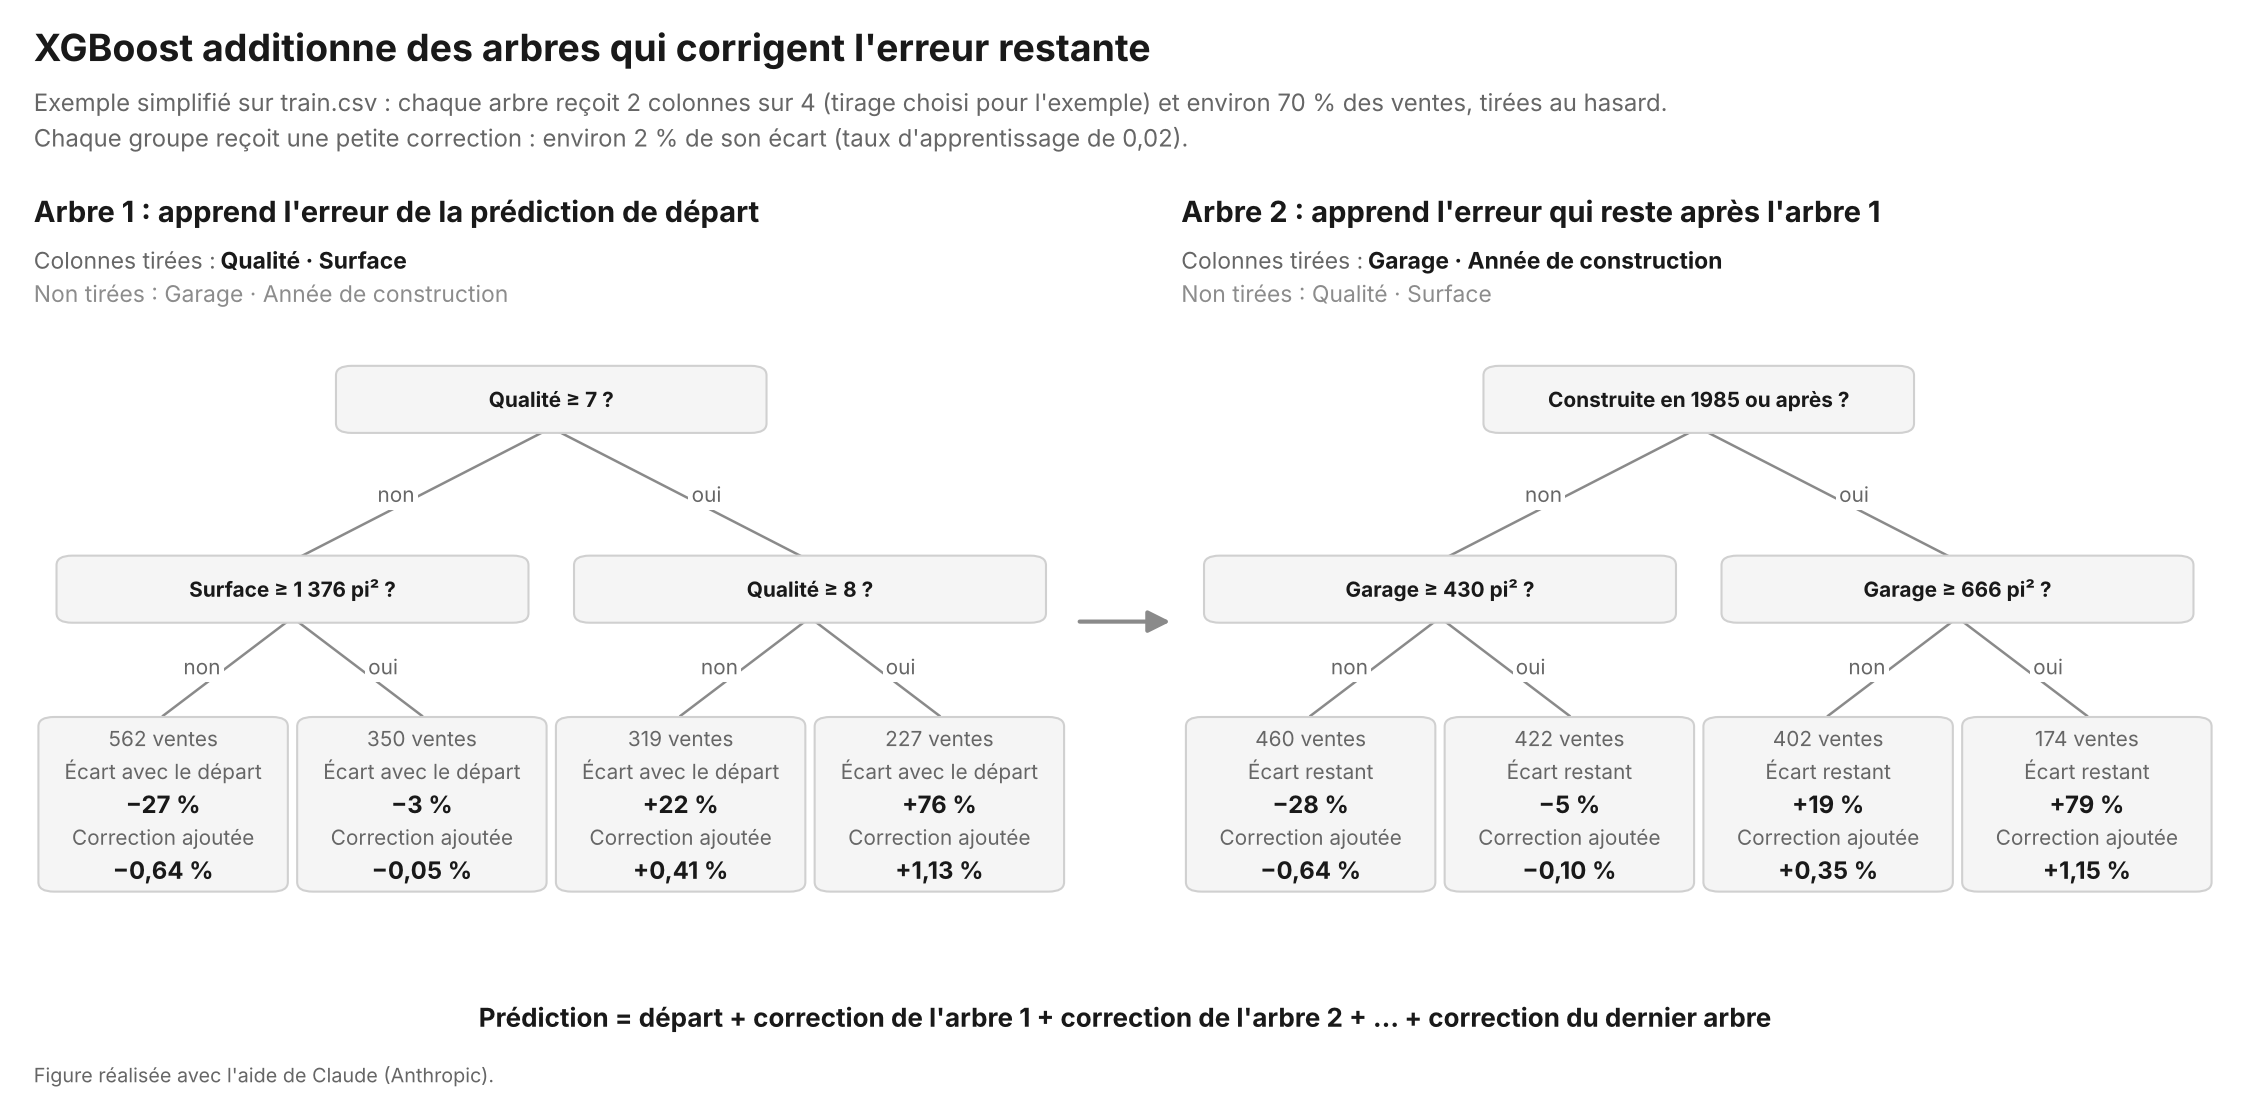 XGBoost additionne des arbres qui corrigent l'erreur restante
Exemple simplifié sur train.csv : chaque arbre reçoit 2 colonnes sur 4 (tirage choisi pour l'exemple) et environ 70 % des ventes, tirées au hasard.
Chaque groupe reçoit une petite correction : environ 2 % de son écart (taux d'apprentissage de 0,02).
Arbre 1 : apprend l'erreur de la prédiction de départ
Colonnes tirées : Qualité · Surface
Non tirées : Garage · Année de construction
Qualité ≥ 7 ?
non
oui
Surface ≥ 1 376 pi² ?
Qualité ≥ 8 ?
non
oui
non
oui
562 ventes
Écart avec le départ
−27 %
Correction ajoutée
−0,64 %
350 ventes
Écart avec le départ
−3 %
Correction ajoutée
−0,05 %
319 ventes
Écart avec le départ
+22 %
Correction ajoutée
+0,41 %
227 ventes
Écart avec le départ
+76 %
Correction ajoutée
+1,13 %
Arbre 2 : apprend l'erreur qui reste après l'arbre 1
Colonnes tirées : Garage · Année de construction
Non tirées : Qualité · Surface
Construite en 1985 ou après ?
non
oui
Garage ≥ 430 pi² ?
Garage ≥ 666 pi² ?
non
oui
non
oui
460 ventes
Écart restant
−28 %
Correction ajoutée
−0,64 %
422 ventes
Écart restant
−5 %
Correction ajoutée
−0,10 %
402 ventes
Écart restant
+19 %
Correction ajoutée
+0,35 %
174 ventes
Écart restant
+79 %
Correction ajoutée
+1,15 %
Prédiction = départ + correction de l'arbre 1 + correction de l'arbre 2 + … + correction du dernier arbre
Figure réalisée avec l'aide de Claude (Anthropic).